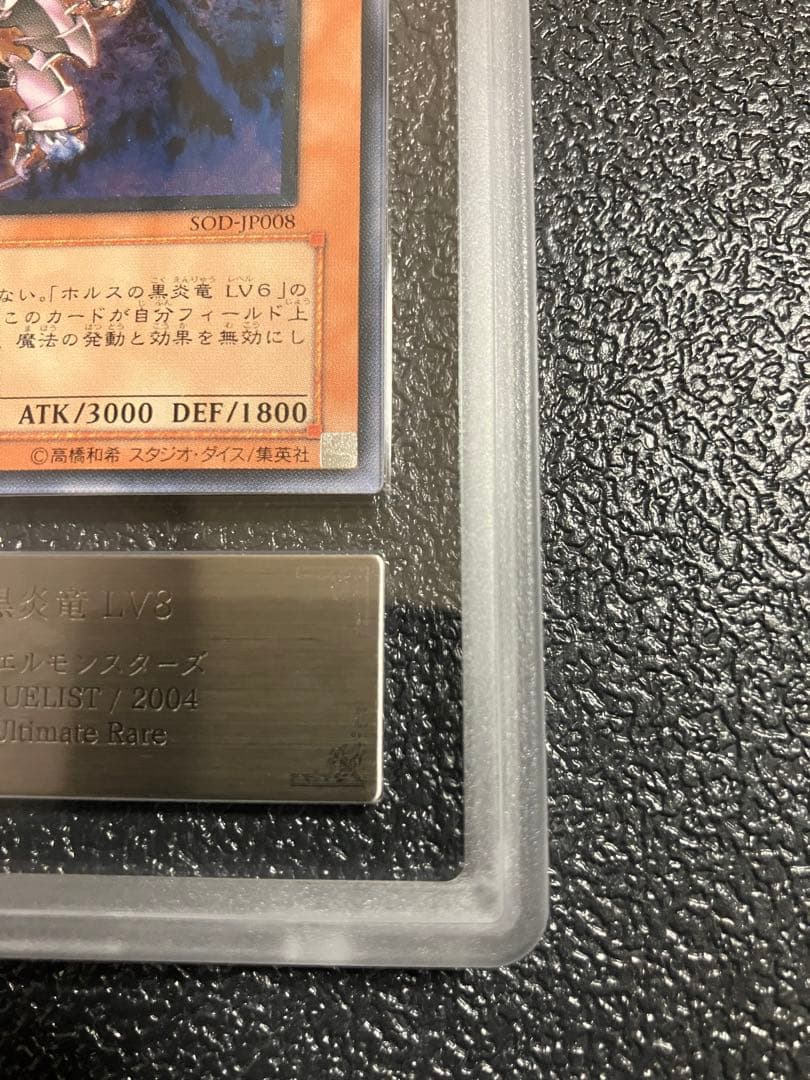 SOD-JP008
ない。「ホルスの黒炎竜 LV6」の
このカードが自分フィールド上
魔法の発動と効果を無効にし
ATK/3000 DEF/1800
©高橋和希 スタジオ・ダイス/集英社
黒炎竜 LV8
エルモンスターズ
UELIST / 2004
Ultimate Rare